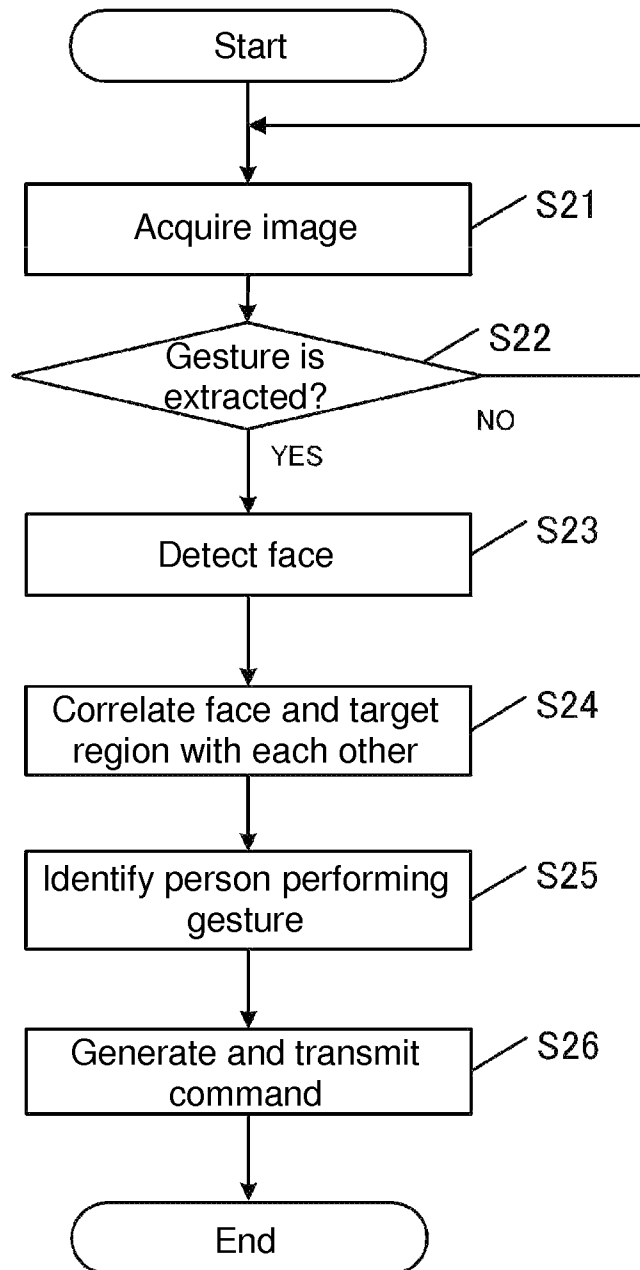 Start
Acquire image
S21
Gesture is
extracted?
S22
NO
YES
Detect face
S23
Correlate face and target
region with each other
S24
Identify person performing
gesture
S25
Generate and transmit
command
S26
End